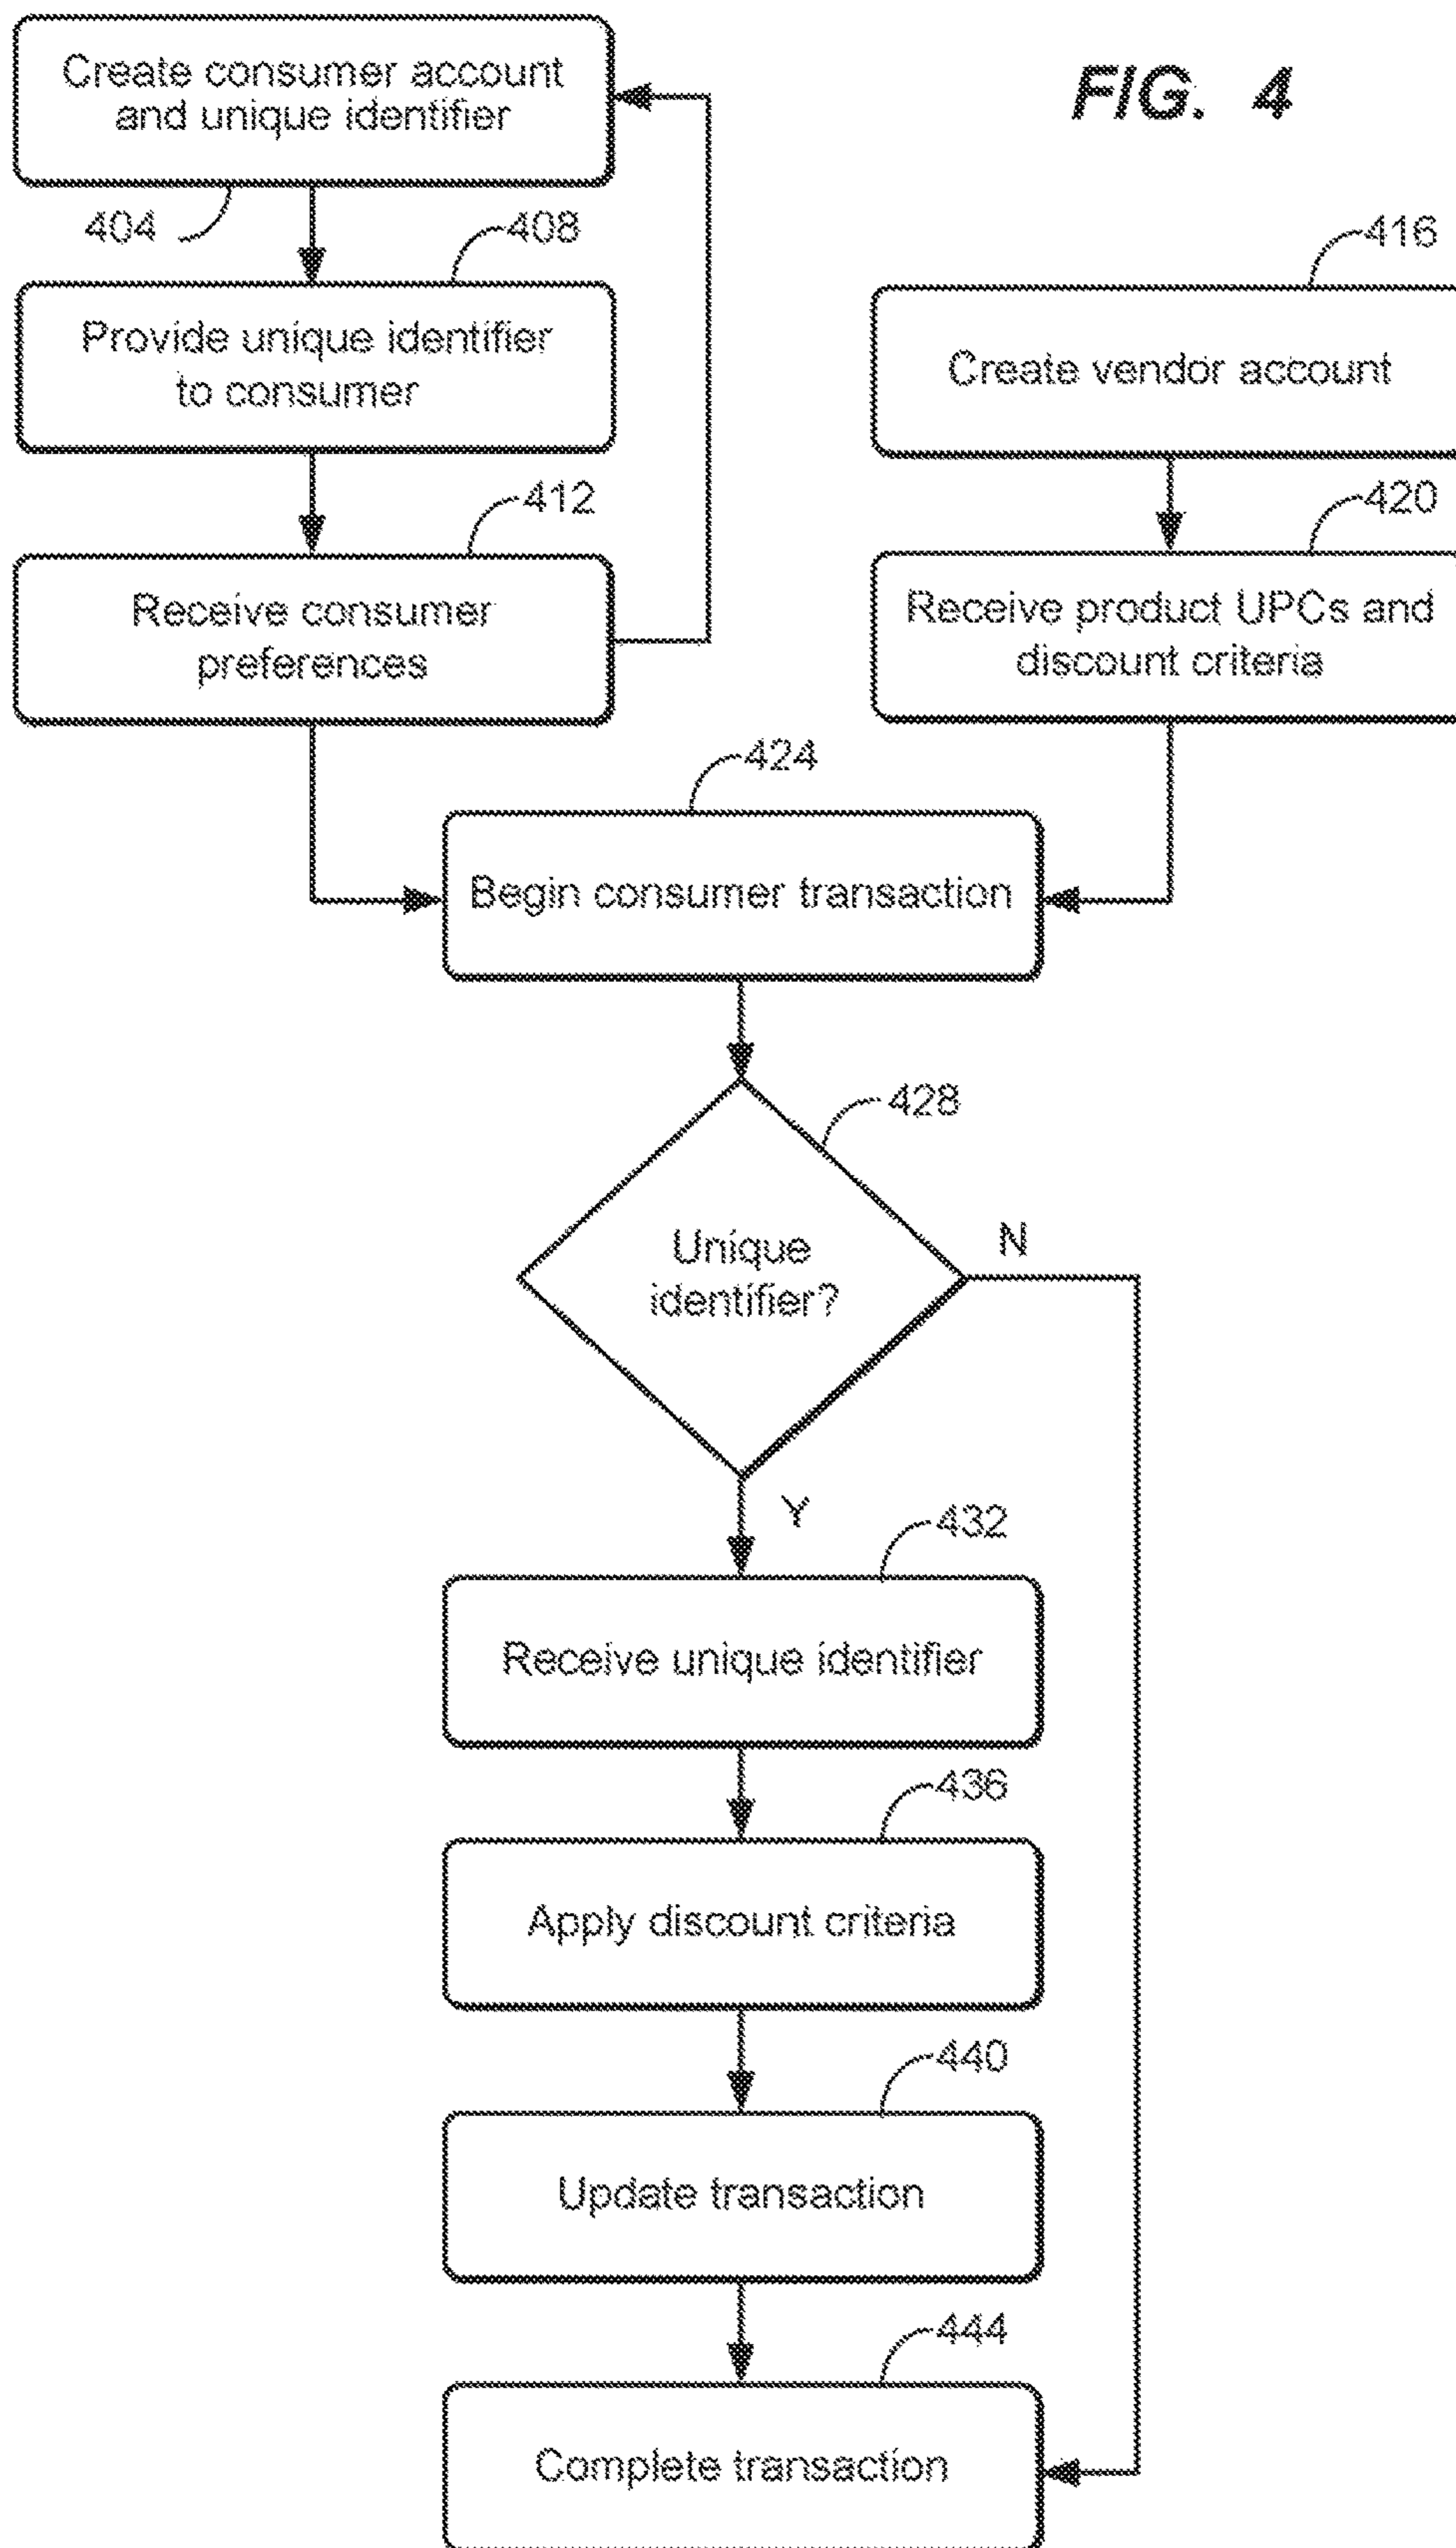 FIG. 4
Create consumer account
and unique identifier
404
408
Provide unique identifier
to consumer
416
Create vendor account
412
Receive consumer
preferences
420
Receive product UPCs and
discount criteria
424
Begin consumer transaction
428
Unique
identifier?
N
Y
432
Receive unique identifier
436
Apply discount criteria
440
Update transaction
444
Complete transaction